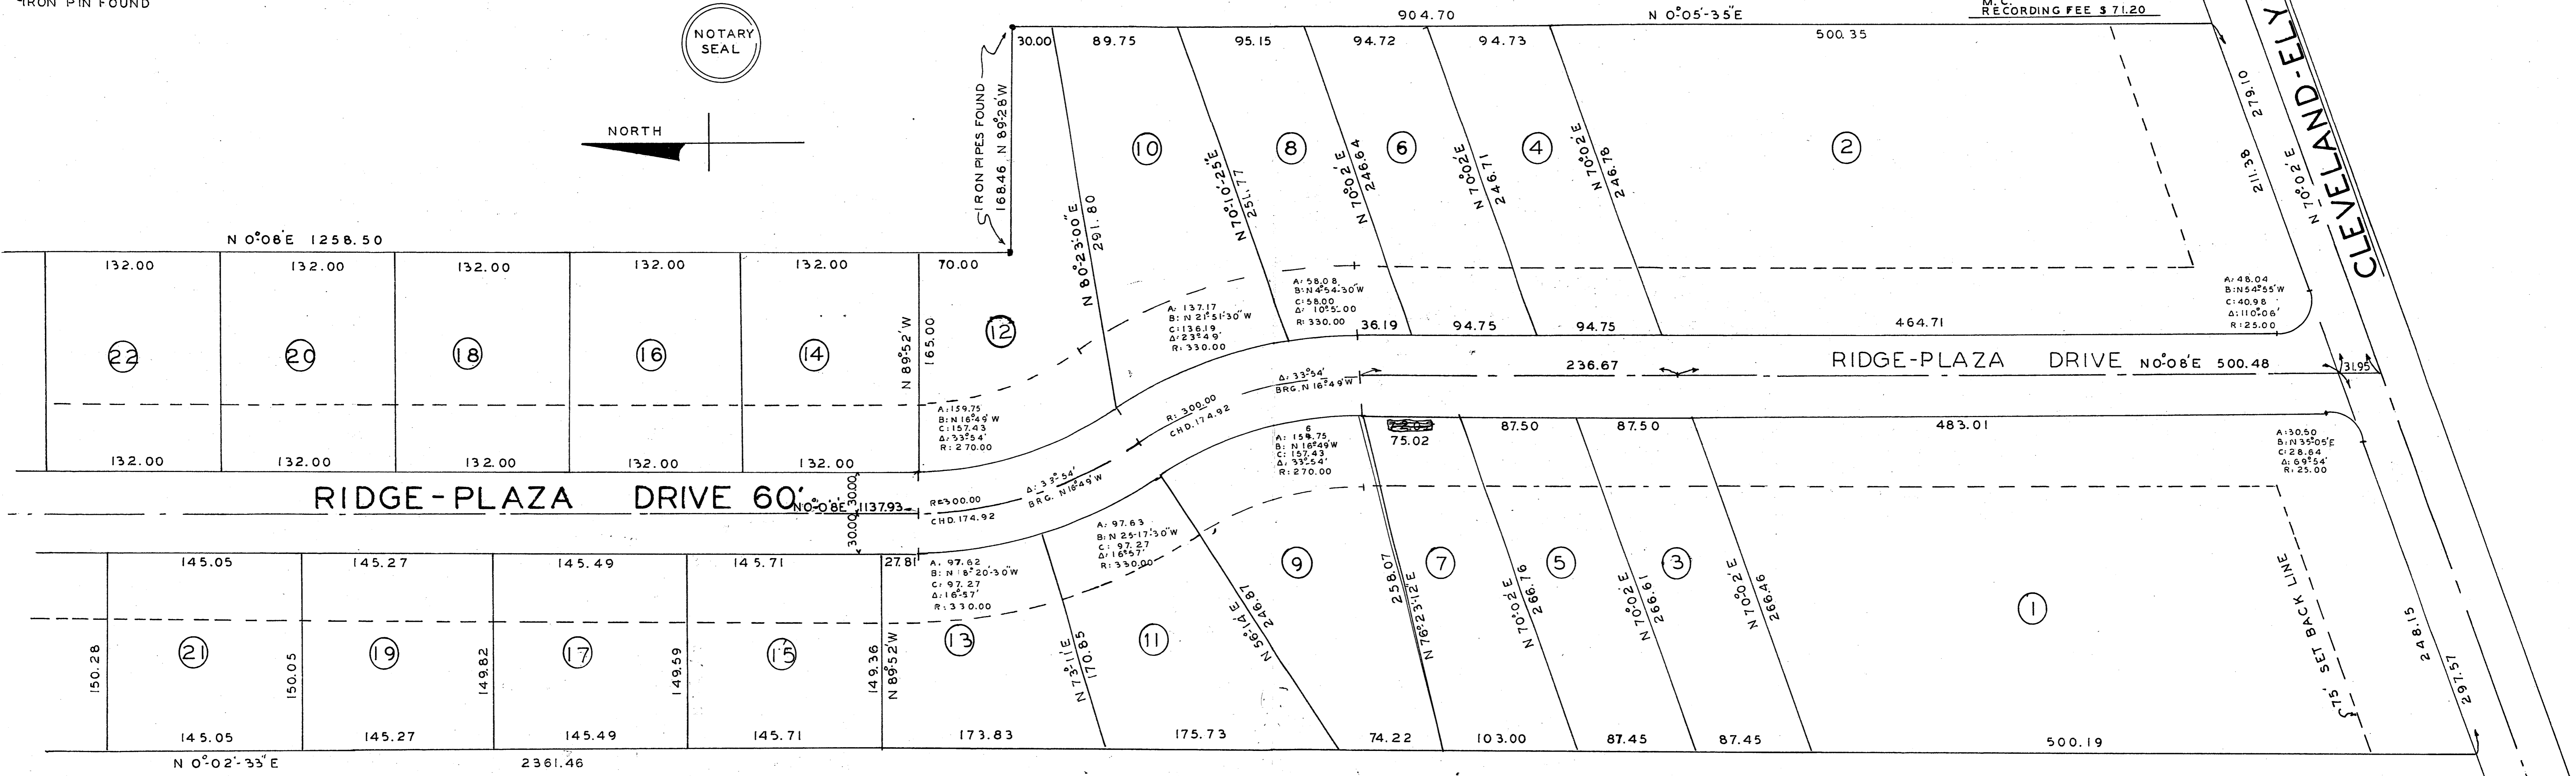 IRON PIN FOUND
NOTARY
SEAL
NORTH
904.70
N 0°-05'-35"E
M. C.
RECORDING FEE $ 71.20
CLEVELAND-ELY
30.00
89.75
95.15
94.72
94.73
500.35
IRON PIPES FOUND
168.46 N 89°-28'W
N 80°-23'-00"E
291.80
10
N 70°-10'-25"E
251.77
8
N 70°-02'E
246.64
6
N 70°-02'E
246.71
4
N 70°-02'E
246.78
2
279.10
211.38
N 70°-02'E
N 0°-08'E 1258.50
132.00
132.00
132.00
132.00
132.00
70.00
22
20
18
16
14
N 89°-52'W
165.00
12
A: 137.17
B: N 21°-51'-30"W
C: 136.19
Δ: 23°-49'
R: 330.00
A: 58.08
B: N 4°-54'-30"W
C: 58.00
Δ: 10°-5'-00
R: 330.00
36.19
94.75
94.75
464.71
A: 48.04
B: N 54°-55'W
C: 40.98
Δ: 110°-06'
R: 25.00
A: 159.75
B: N 16°-49'W
C: 157.43
Δ: 33°-54'
R: 270.00
Δ: 33°-54'
BRG. N 16°-49'W
R: 300.00
CHD. 174.92
236.67
RIDGE-PLAZA DRIVE N 0°-08'E 500.48
31.95
132.00
132.00
132.00
132.00
132.00
RIDGE-PLAZA DRIVE 60'
N 0°-08'E 1137.93
30.00
30.00
R=300.00
CHD. 174.92
Δ: 33°-54'
BRG. N 16°-49'W
6
A: 159.75
B: N 16°-49'W
C: 157.43
Δ: 33°-54'
R: 270.00
75.02
87.50
87.50
483.01
A: 30.50
B: N 35°-05'E
C: 28.64
Δ: 69°-54'
R: 25.00
145.05
145.27
145.49
145.71
27.81
A: 97.62
B: N 8°-20'-30"W
C: 97.27
Δ: 16°-57'
R: 330.00
A: 97.63
B: N 25-17'-30"W
C: 97.27
Δ: 16°57'
R: 330.00
150.28
21
150.05
19
149.82
17
149.59
15
149.36
N 89°-52'W
13
N 73°-11'E
170.85
11
N 56°-14'E
246.87
9
258.07
N 76°-23'-12"E
7
N 70°-02'E
266.76
5
N 70°-02'E
266.61
3
N 70°-02'E
266.46
1
75' SET BACK LINE
248.15
297.57
145.05
145.27
145.49
145.71
173.83
175.73
74.22
103.00
87.45
87.45
500.19
N 0°-02'-33"E
2361.46